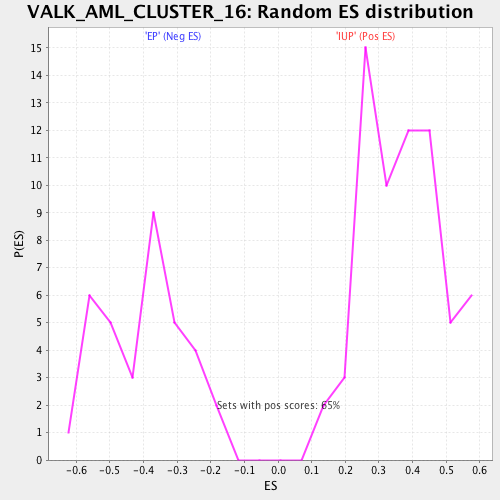 VALK_AML_CLUSTER_16: Random ES distribution
'EP' (Neg ES) 'IUP' (Pos ES)
15
14
13
12
11
10
9
8
7
6
5
4
3
2
1
0
P(ES)
Sets with pos scores: 65%
-0.6 -0.5 -0.4 -0.3 -0.2 -0.1 0.0 0.1 0.2 0.3 0.4 0.5 0.6
ES